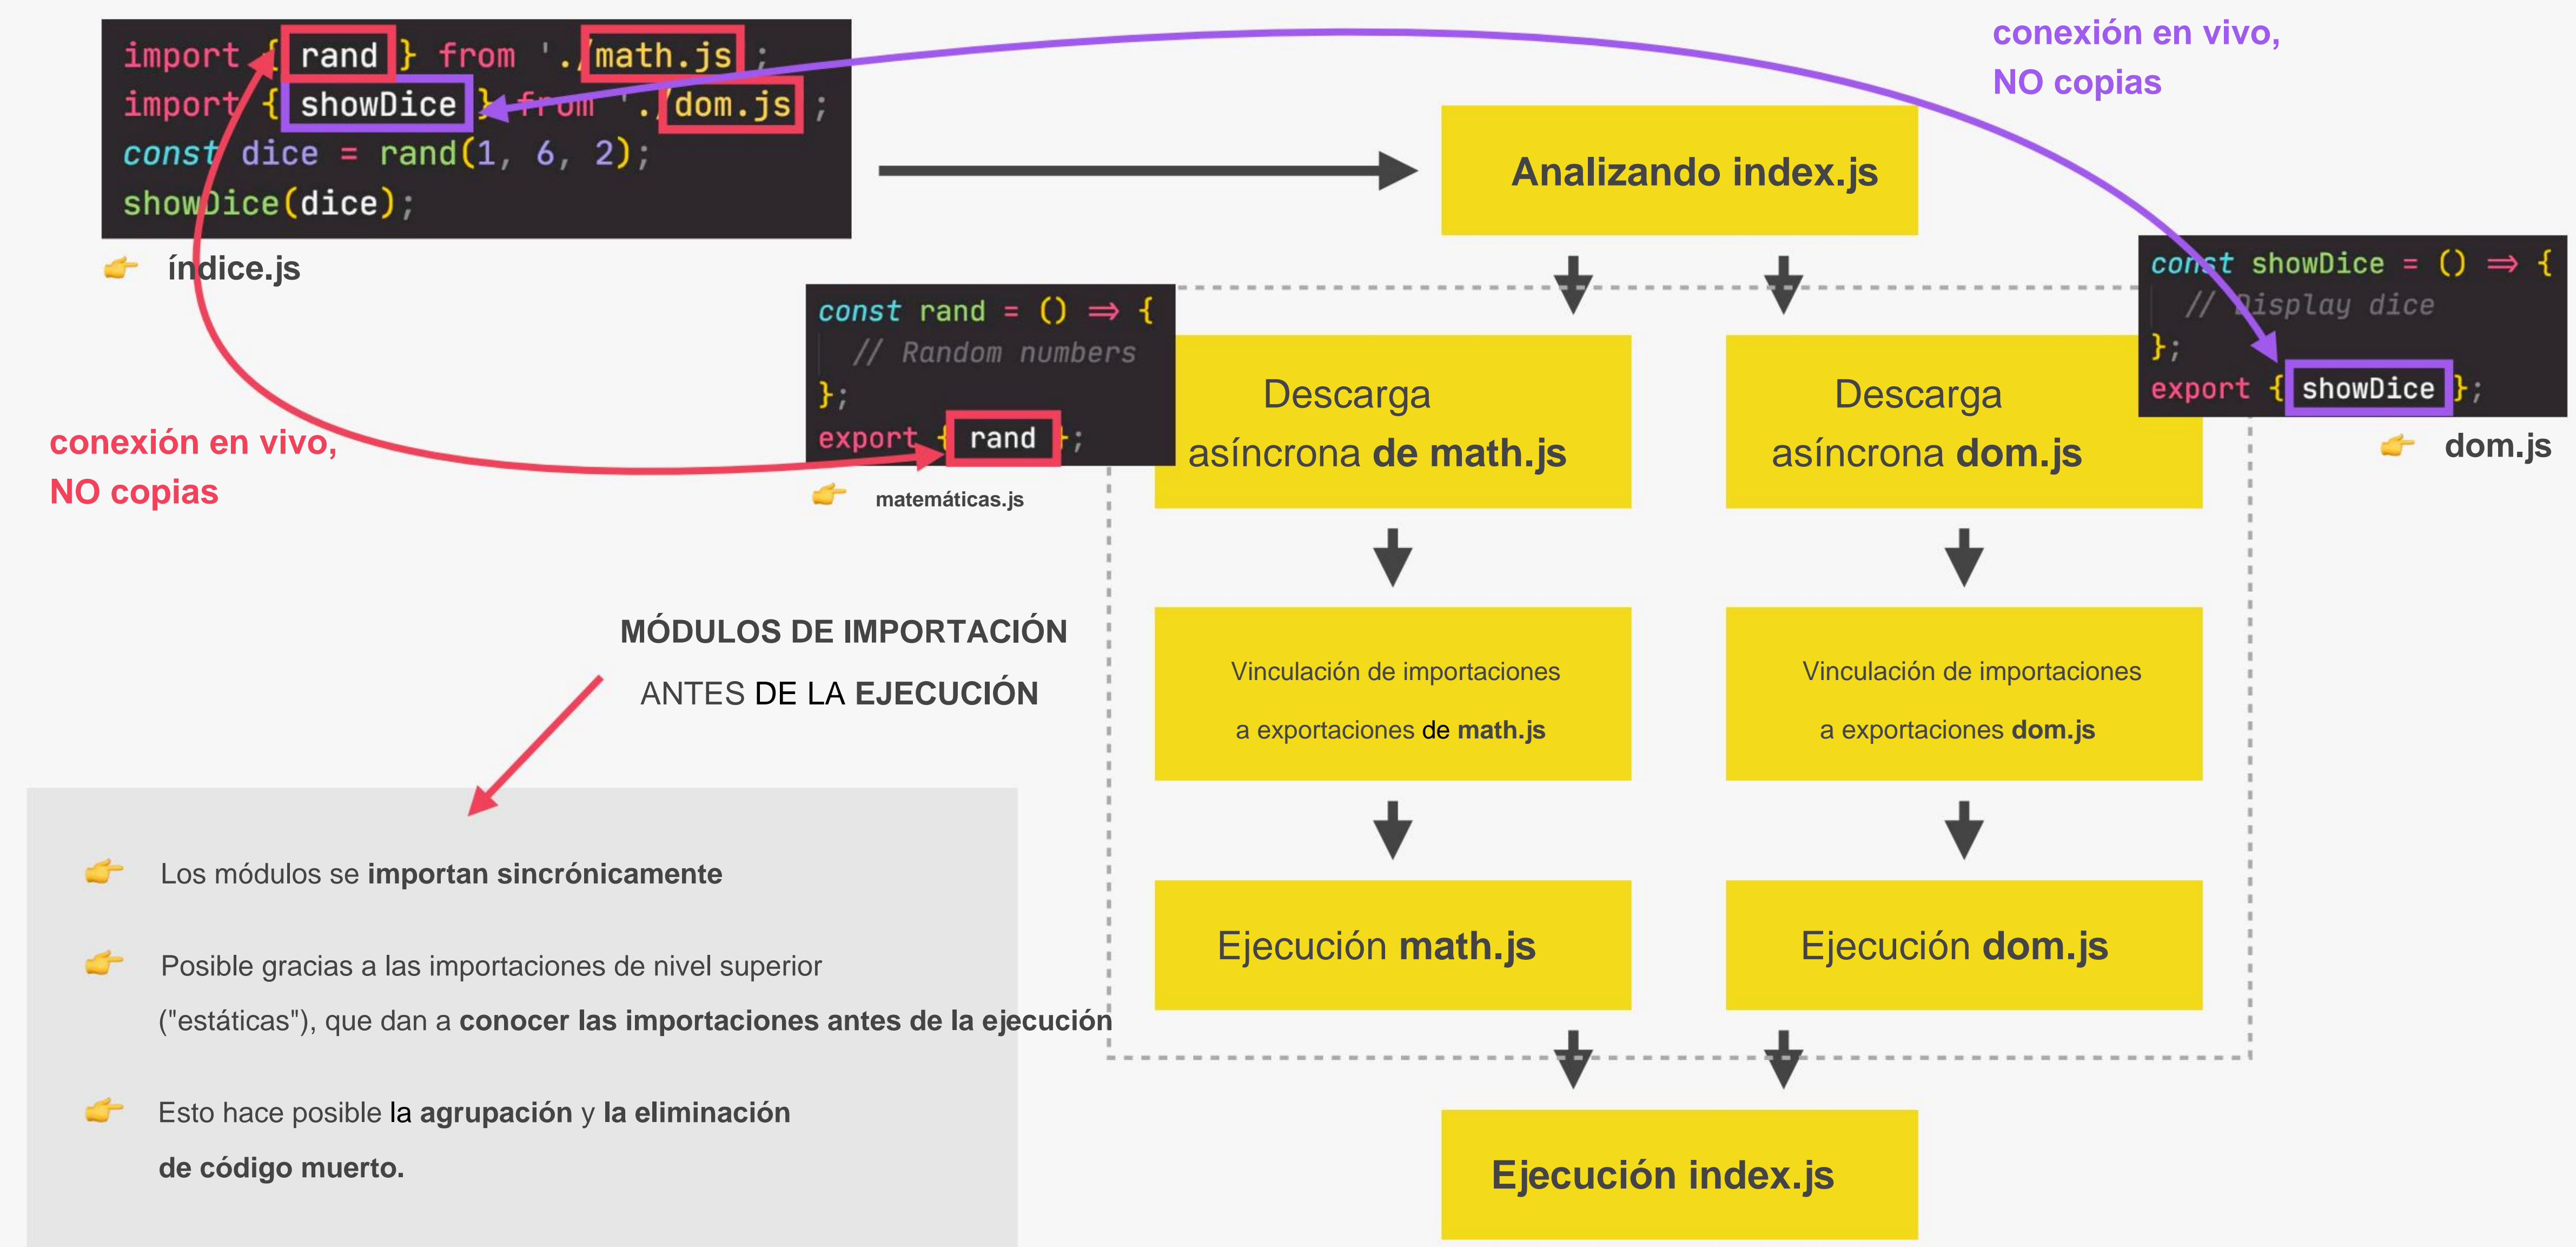 import { rand } from './math.js ;
import { showDice } from './dom.js ;
const dice = rand(1, 6, 2);
showDice(dice);
👉 índice.js
conexión en vivo,
NO copias
Analizando index.js
const rand = () => {
// Random numbers
};
export { rand };
👉 matemáticas.js
const showDice = () => {
// Display dice
};
export { showDice };
👉 dom.js
conexión en vivo,
NO copias
Descarga
asíncrona de math.js
Descarga
asíncrona dom.js
Vinculación de importaciones
a exportaciones de math.js
Vinculación de importaciones
a exportaciones dom.js
Ejecución math.js
Ejecución dom.js
Ejecución index.js
MÓDULOS DE IMPORTACIÓN
ANTES DE LA EJECUCIÓN
👉 Los módulos se importan sincrónicamente
👉 Posible gracias a las importaciones de nivel superior
("estáticas"), que dan a conocer las importaciones antes de la ejecución
👉 Esto hace posible la agrupación y la eliminación
de código muerto.